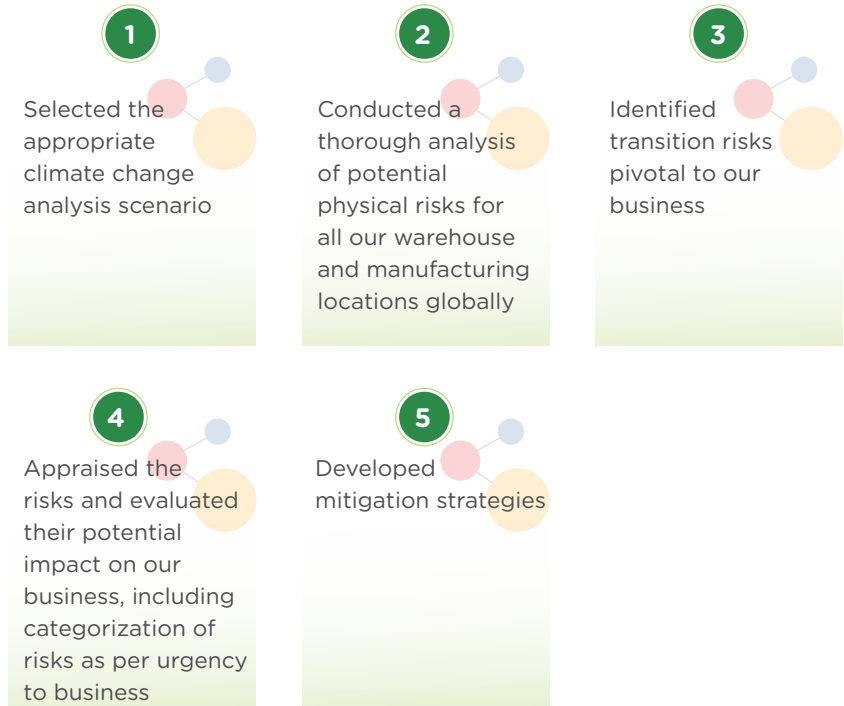 1
Selected the
appropriate
climate change
analysis scenario
2
Conducted a
thorough analysis
of potential
physical risks for
all our warehouse
and manufacturing
locations globally
3
Identified
transition risks
pivotal to our
business
4
Appraised the
risks and evaluated
their potential
impact on our
business, including
categorization of
risks as per urgency
to business
5
Developed
mitigation strategies